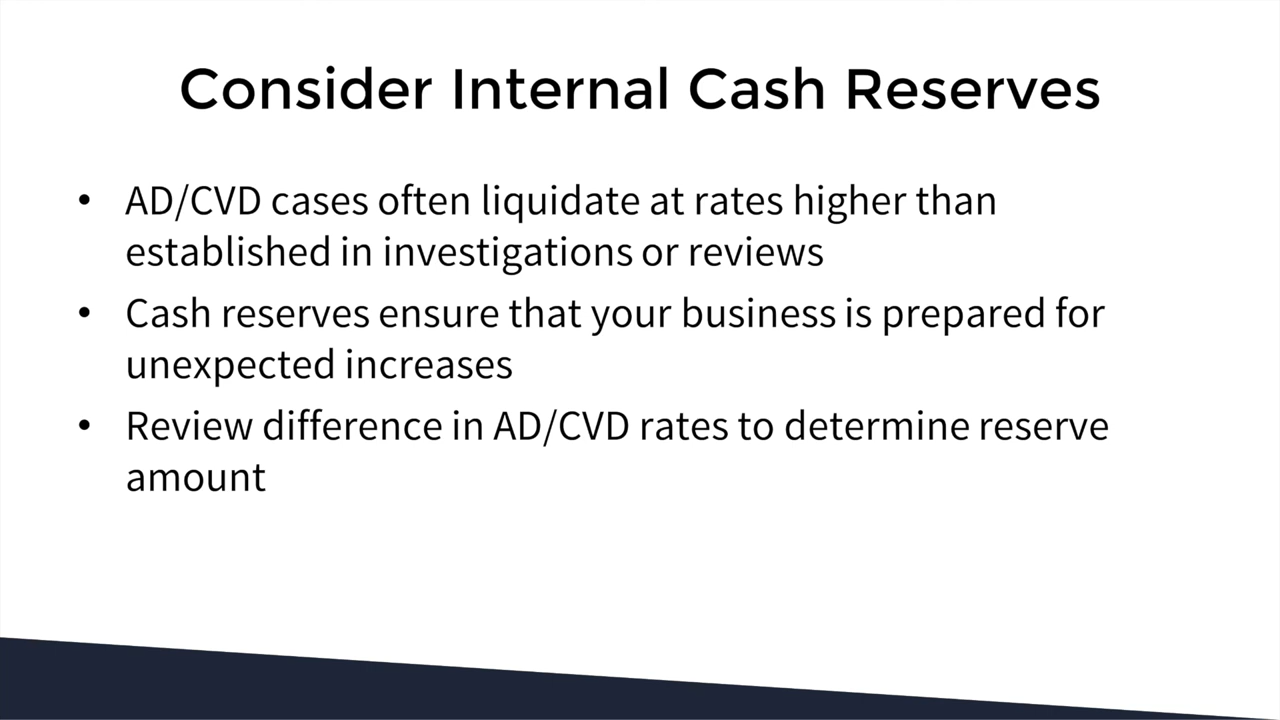 Consider Internal Cash Reserves
• AD/CVD cases often liquidate at rates higher than
established in investigations or reviews
• Cash reserves ensure that your business is prepared for
unexpected increases
• Review difference in AD/CVD rates to determine reserve
amount